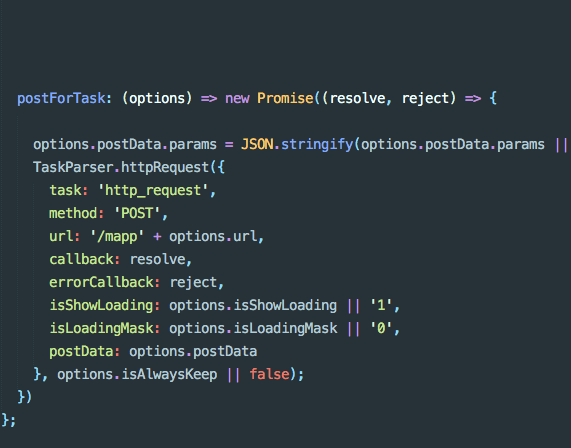 postForTask: (options) => new Promise((resolve, reject) => {
options.postData.params = JSON.stringify(options.postData.params ||
TaskParser.httpRequest({
task: 'http_request',
method: 'POST',
url: '/mapp' + options.url,
callback: resolve,
errorCallback: reject,
isShowLoading: options.isShowLoading || '1',
isLoadingMask: options.isLoadingMask || '0',
postData: options.postData
}, options.isAlwaysKeep || false);
})
};